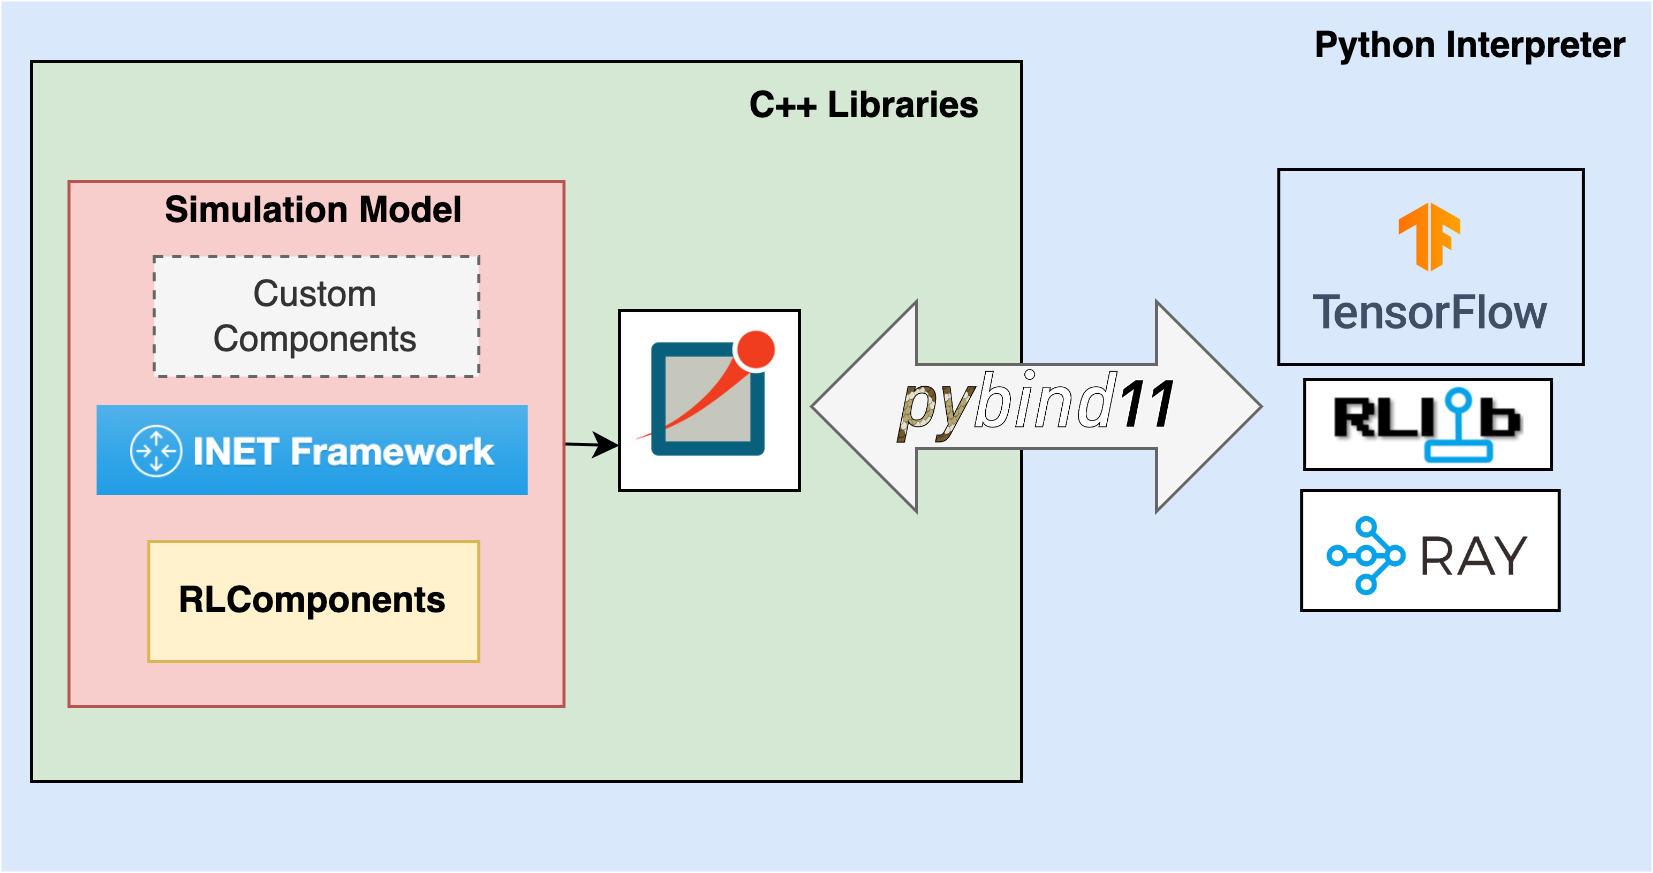 Python Interpreter
C++ Libraries
Simulation Model
Custom
Components
INET Framework
RLComponents
pybind11
TensorFlow
RLlib
RAY